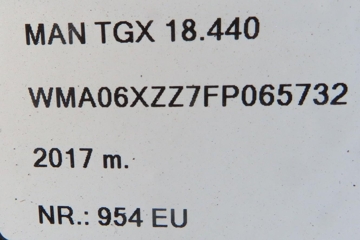 MAN TGX 18.440
WMA06XZZ7FP065732
2017 m.
NR.: 954 EU